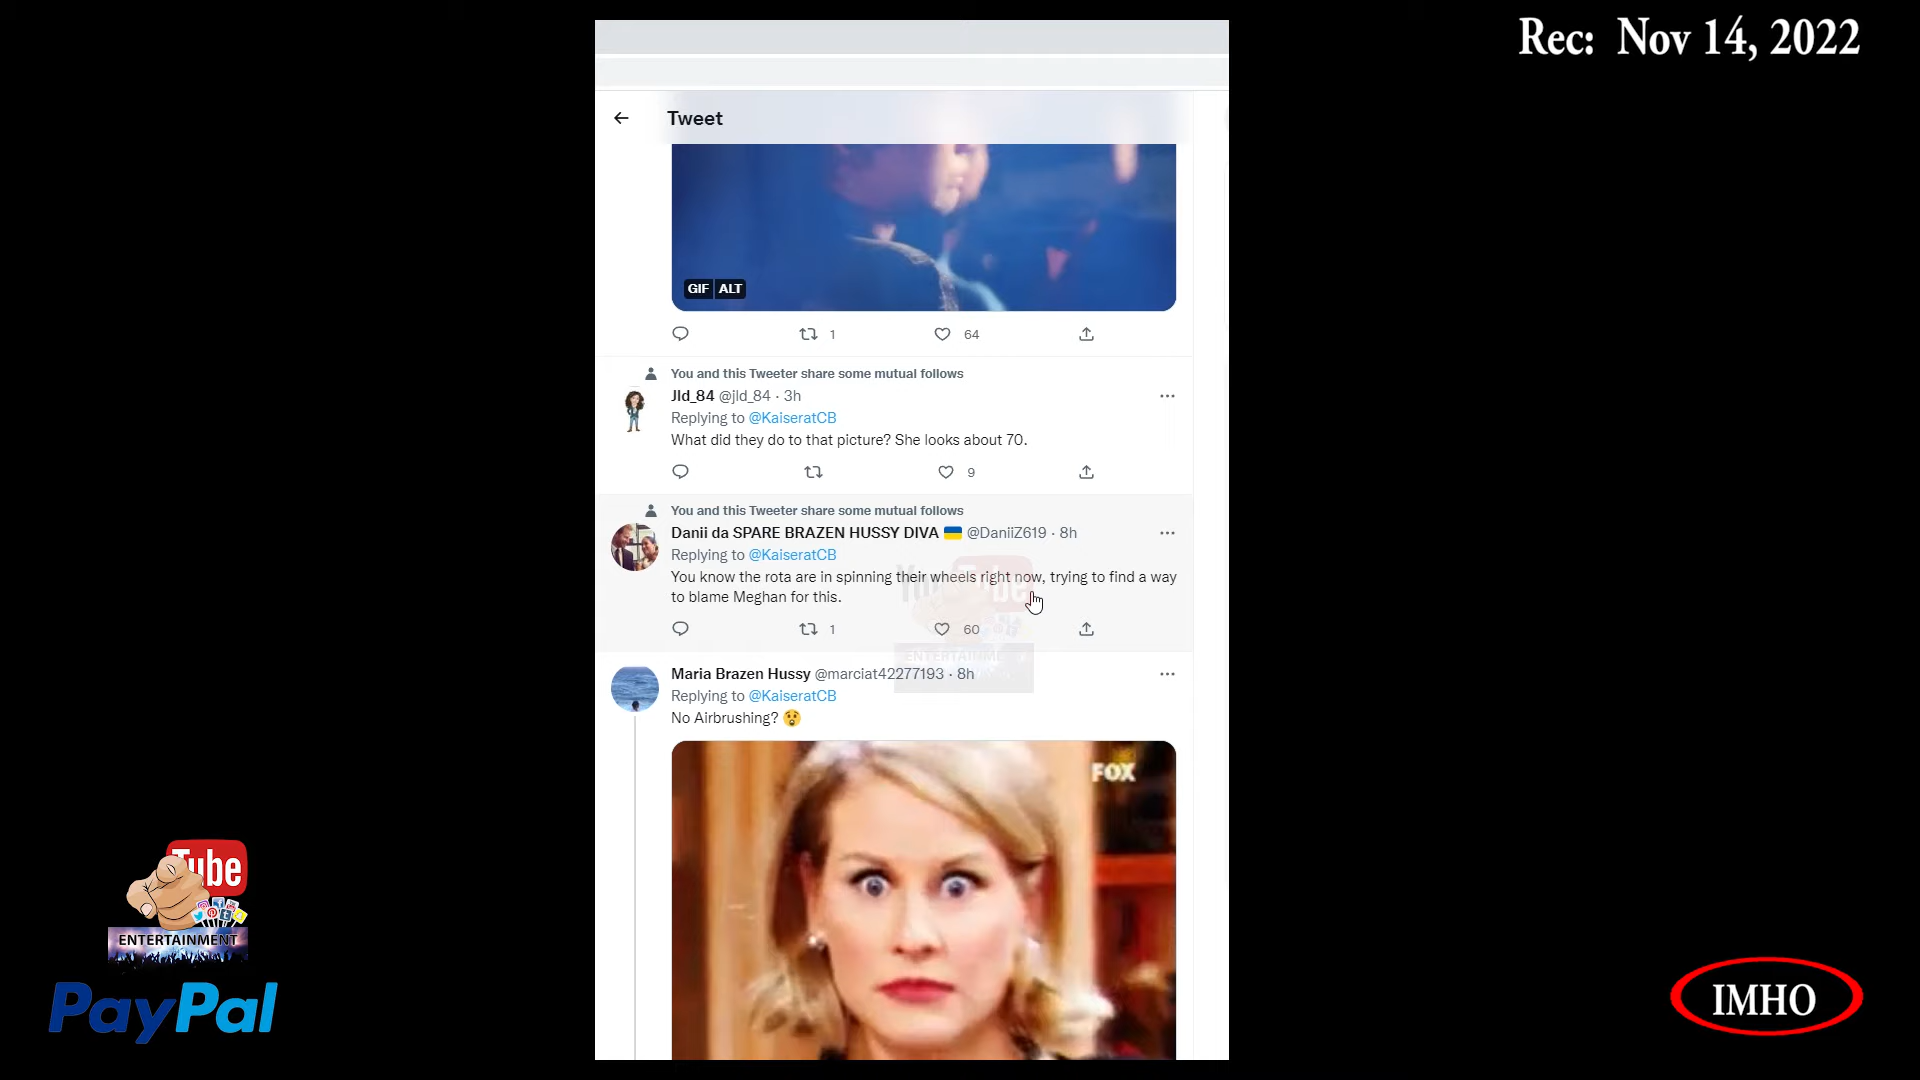 Rec: Nov 14, 2022
Tweet
GIF ALT
1 64
You and this Tweeter share some mutual follows
Jld_84 @jld_84 · 3h
Replying to @KaiseratCB
What did they do to that picture? She looks about 70.
9
You and this Tweeter share some mutual follows
Danii da SPARE BRAZEN HUSSY DIVA 🇺🇦 @DaniiZ619 · 8h
Replying to @KaiseratCB
You know the rota are in spinning their wheels right now, trying to find a way
to blame Meghan for this.
1 60
YouTube
ENTERTAINME
Maria Brazen Hussy @marciat42277193 · 8h
Replying to @KaiseratCB
No Airbrushing? 😲
FOX
Tube
ENTERTAINMENT
PayPal
IMHO